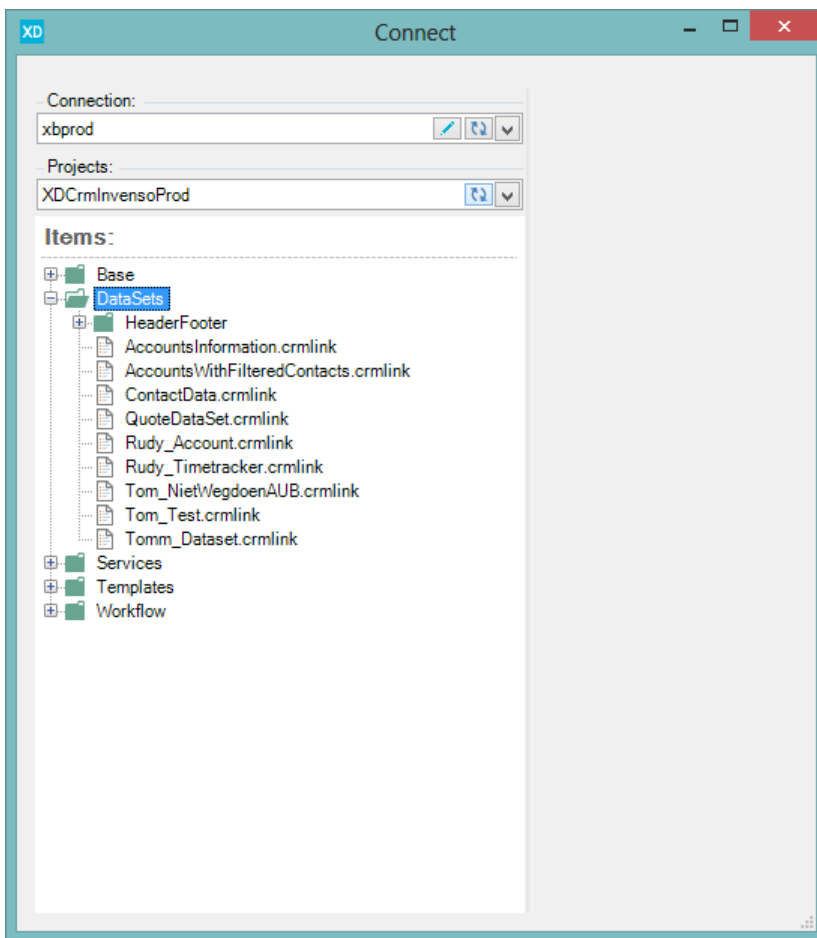 XD Connect
Connection:
xbprod
Projects:
XDCrmInvensoProd
Items:
Base
DataSets
HeaderFooter
AccountsInformation.crmlink
AccountsWithFilteredContacts.crmlink
ContactData.crmlink
QuoteDataSet.crmlink
Rudy_Account.crmlink
Rudy_Timetracker.crmlink
Tom_NietWegdoenAUB.crmlink
Tom_Test.crmlink
Tomm_Dataset.crmlink
Services
Templates
Workflow